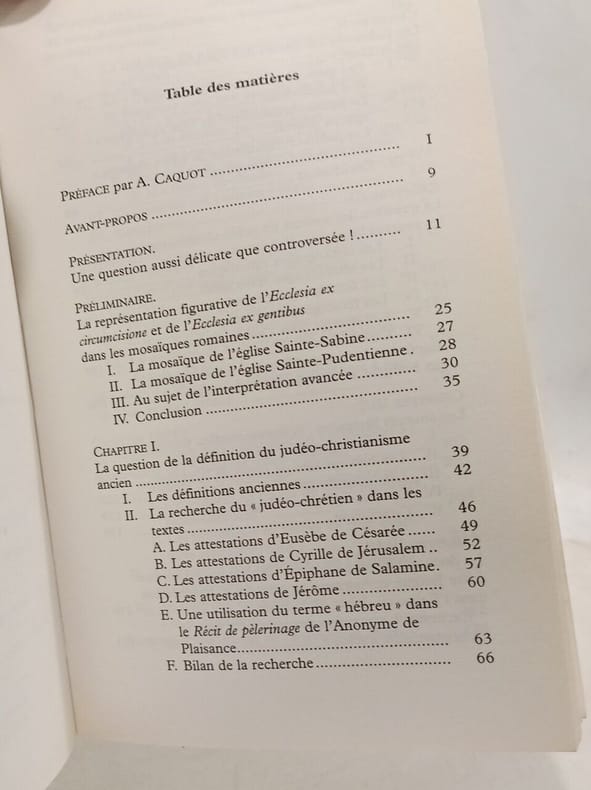 Table des matières
PRÉFACE par A. CAQUOT ........................................ I
AVANT-PROPOS ...................................................... 9
PRÉSENTATION.
Une question aussi délicate que controversée !.......... 11
PRÉLIMINAIRE.
La représentation figurative de l'Ecclesia ex
circumcisione et de l'Ecclesia ex gentibus
dans les mosaïques romaines ................................... 25
I. La mosaïque de l'église Sainte-Sabine.......... 27
II. La mosaïque de l'église Sainte-Pudentienne . 28
III. Au sujet de l'interprétation avancée ............. 30
IV. Conclusion ............................................... 35
CHAPITRE I.
La question de la définition du judéo-christianisme
ancien ................................................................ 39
I. Les définitions anciennes ........................... 42
II. La recherche du « judéo-chrétien » dans les
textes ..................................................... 46
A. Les attestations d'Eusèbe de Césarée ...... 49
B. Les attestations de Cyrille de Jérusalem .. 52
C. Les attestations d'Épiphane de Salamine. 57
D. Les attestations de Jérôme ..................... 60
E. Une utilisation du terme « hébreu » dans
le Récit de pèlerinage de l'Anonyme de
Plaisance.............................................. 63
F. Bilan de la recherche............................. 66